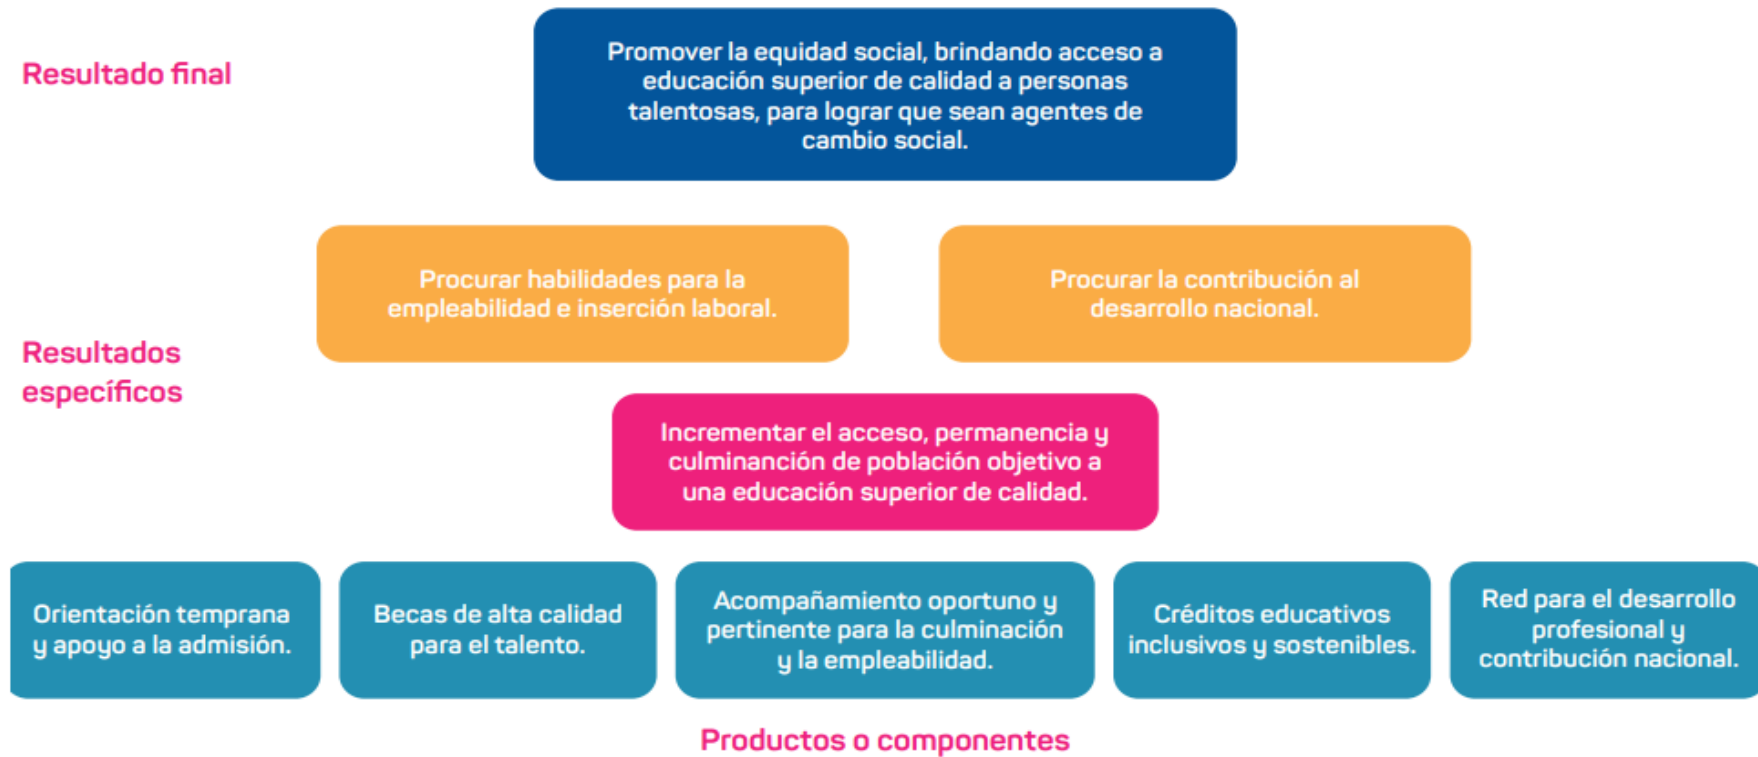 Resultado final
Promover la equidad social, brindando acceso a
educación superior de calidad a personas
talentosas, para lograr que sean agentes de
cambio social.
Resultados
específicos
Procurar habilidades para la
empleabilidad e inserción laboral.
Procurar la contribución al
desarrollo nacional.
Incrementar el acceso, permanencia y
culminanción de población objetivo a
una educación superior de calidad.
Orientación temprana
y apoyo a la admisión.
Becas de alta calidad
para el talento.
Acompañamiento oportuno y
pertinente para la culminación
y la empleabilidad.
Créditos educativos
inclusivos y sostenibles.
Red para el desarrollo
profesional y
contribución nacional.
Productos o componentes